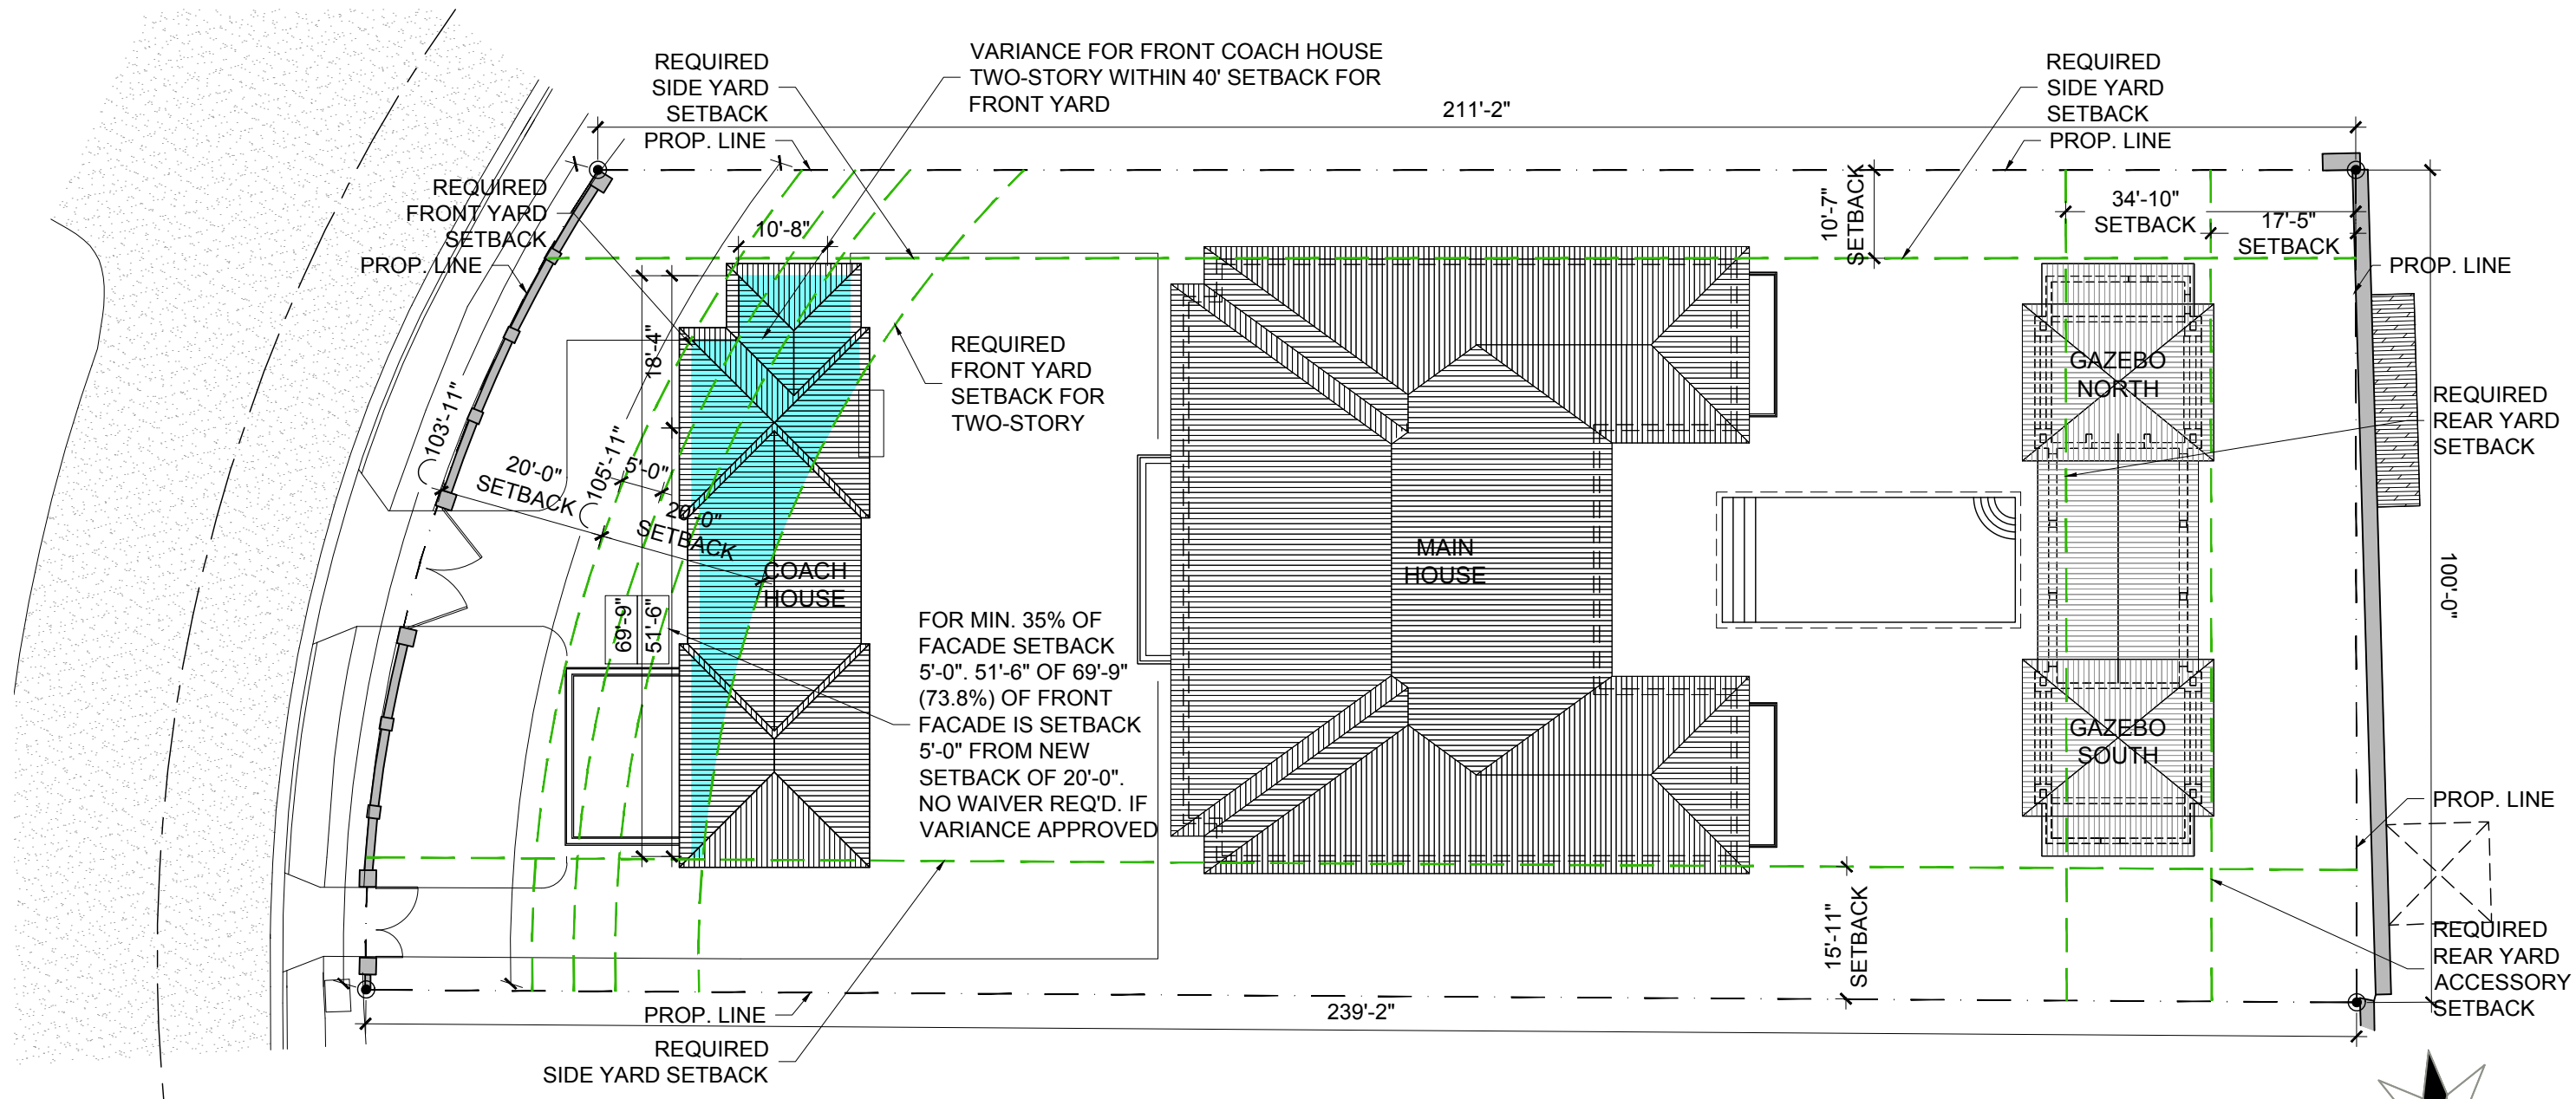 VARIANCE FOR FRONT COACH HOUSE
TWO-STORY WITHIN 40' SETBACK FOR
FRONT YARD
REQUIRED
SIDE YARD
SETBACK
PROP. LINE
211'-2"
REQUIRED
SIDE YARD
SETBACK
PROP. LINE
REQUIRED
FRONT YARD
SETBACK
PROP. LINE
10'-8"
10'-7"
SETBACK
34'-10"
SETBACK
17'-5"
SETBACK
PROP. LINE
18'-4"
REQUIRED
FRONT YARD
SETBACK FOR
TWO-STORY
GAZEBO
NORTH
REQUIRED
REAR YARD
SETBACK
103'-11"
20'-0"
SETBACK
105'-11"
5'-0"
20'-0"
SETBACK
COACH
HOUSE
MAIN
HOUSE
100'-0"
69'-9"
51'-6"
FOR MIN. 35% OF
FACADE SETBACK
5'-0". 51'-6" OF 69'-9"
(73.8%) OF FRONT
FACADE IS SETBACK
5'-0" FROM NEW
SETBACK OF 20'-0".
NO WAIVER REQ'D. IF
VARIANCE APPROVED
GAZEBO
SOUTH
PROP. LINE
15'-11"
SETBACK
REQUIRED
REAR YARD
ACCESSORY
SETBACK
PROP. LINE
239'-2"
REQUIRED
SIDE YARD SETBACK